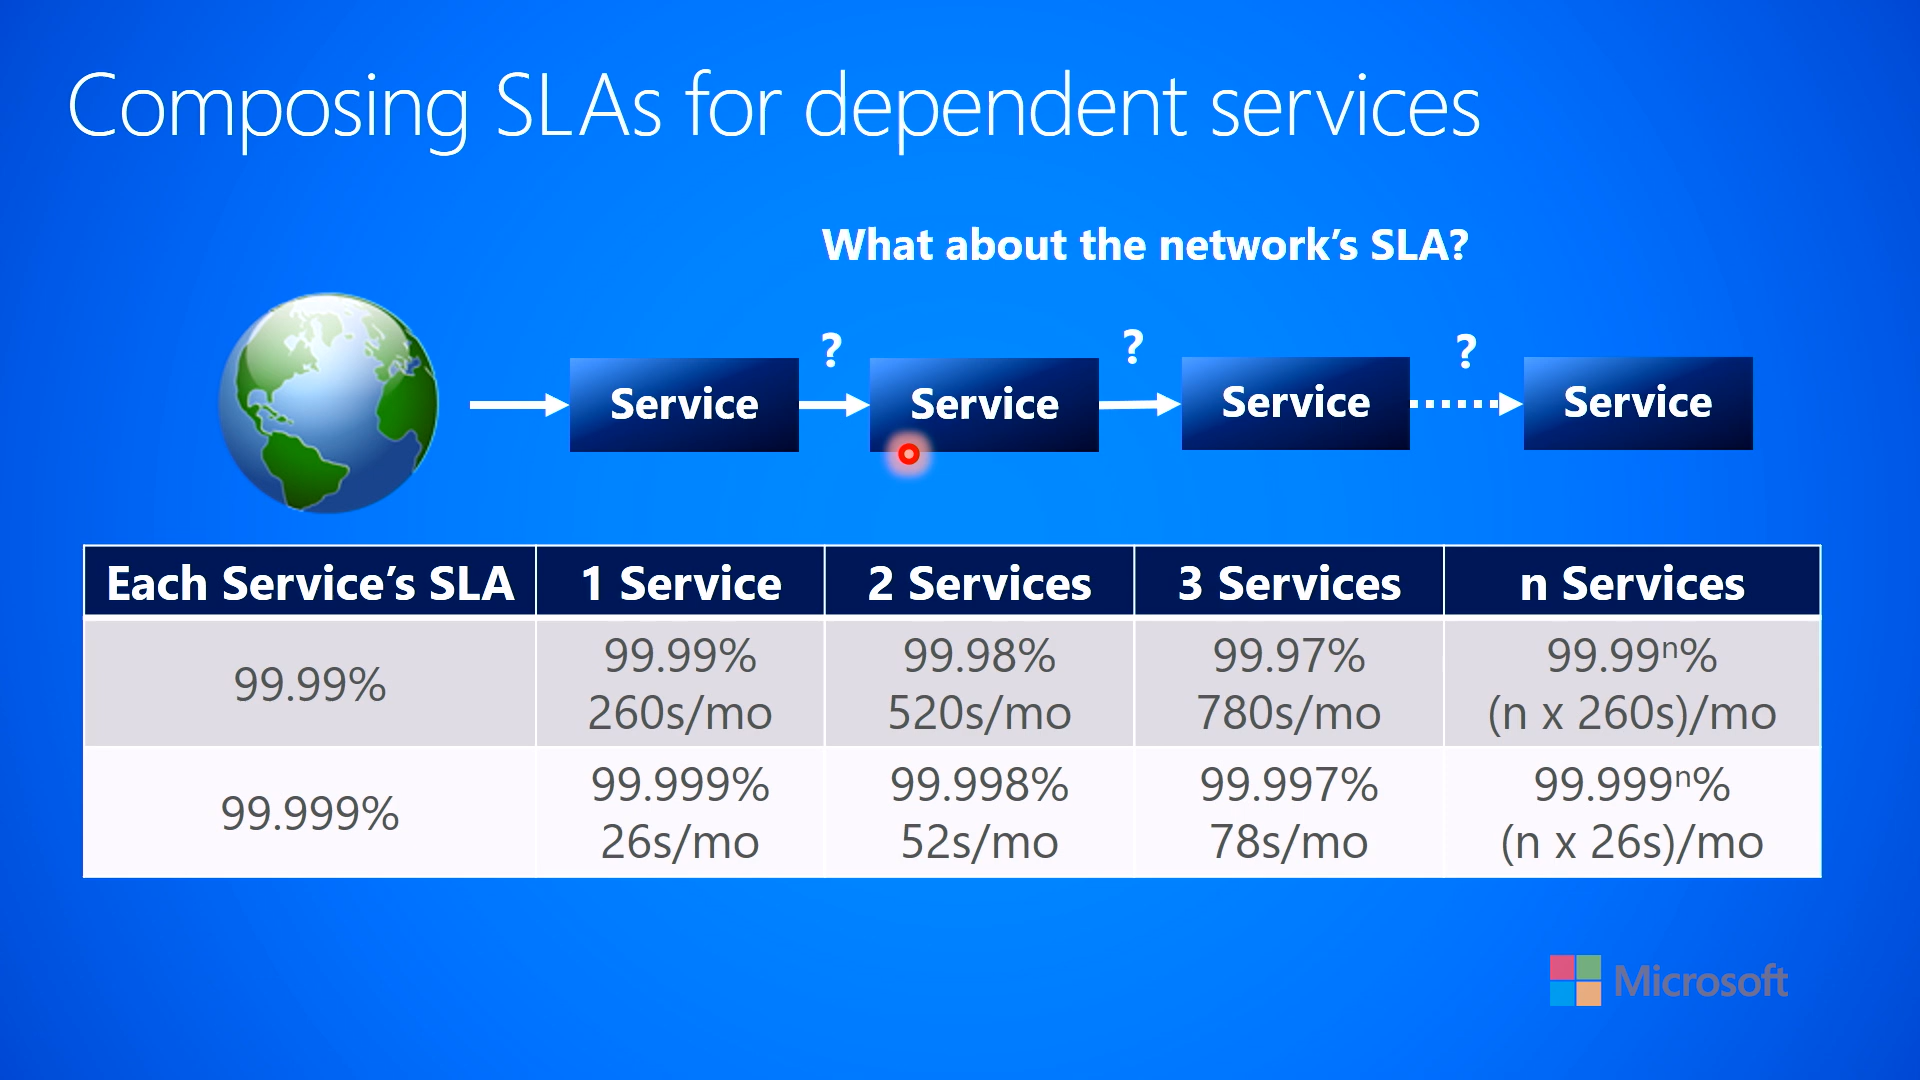 Composing SLAs for dependent services
What about the network's SLA?
? ? ?
Service Service Service Service
Each Service's SLA 1 Service 2 Services 3 Services n Services
99.99% 99.99% 99.98% 99.97% 99.99ⁿ%
260s/mo 520s/mo 780s/mo (n x 260s)/mo
99.999% 99.999% 99.998% 99.997% 99.999ⁿ%
26s/mo 52s/mo 78s/mo (n x 26s)/mo
Microsoft